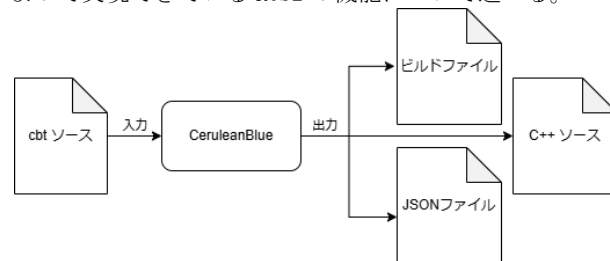 ビルドファイル
cbt ソース
入力
CeruleanBlue
出力
C++ ソース
JSONファイル